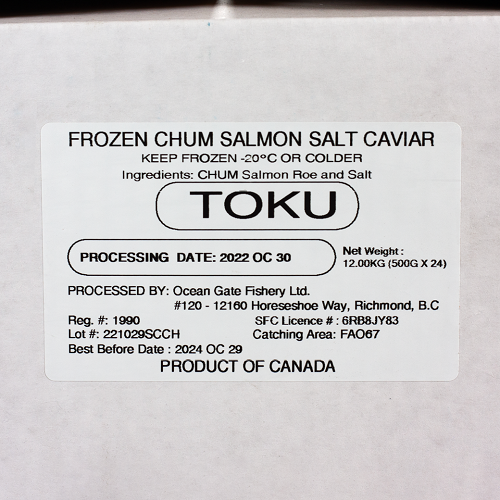 FROZEN CHUM SALMON SALT CAVIAR
KEEP FROZEN -20°C OR COLDER
Ingredients: CHUM Salmon Roe and Salt
TOKU
PROCESSING DATE: 2022 OC 30
Net Weight :
12.00KG (500G X 24)
PROCESSED BY: Ocean Gate Fishery Ltd.
#120 - 12160 Horeseshoe Way, Richmond, B.C
Reg. #: 1990 SFC Licence # : 6RB8JY83
Lot #: 221029SCCH Catching Area: FAO67
Best Before Date : 2024 OC 29
PRODUCT OF CANADA